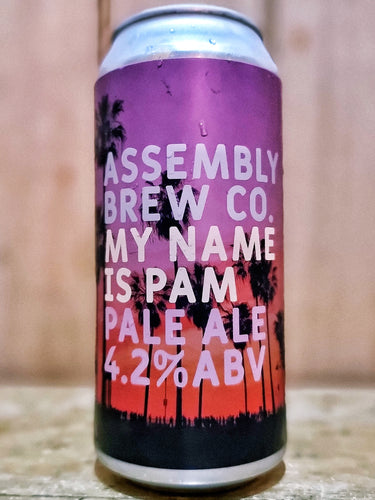 ASSEMBLY
BREW CO.
MY NAME
IS PAM
PALE ALE
4.2% ABV